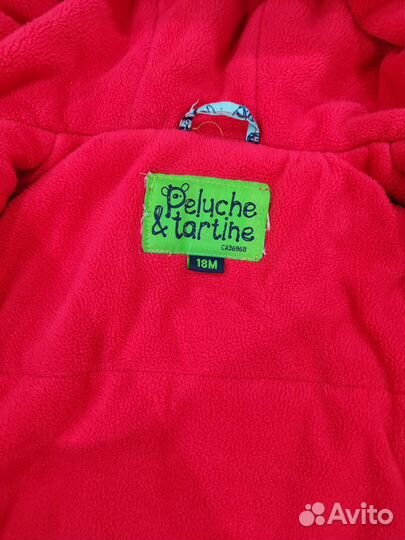 Peluche
& tartine
CA36968
18M
Avito